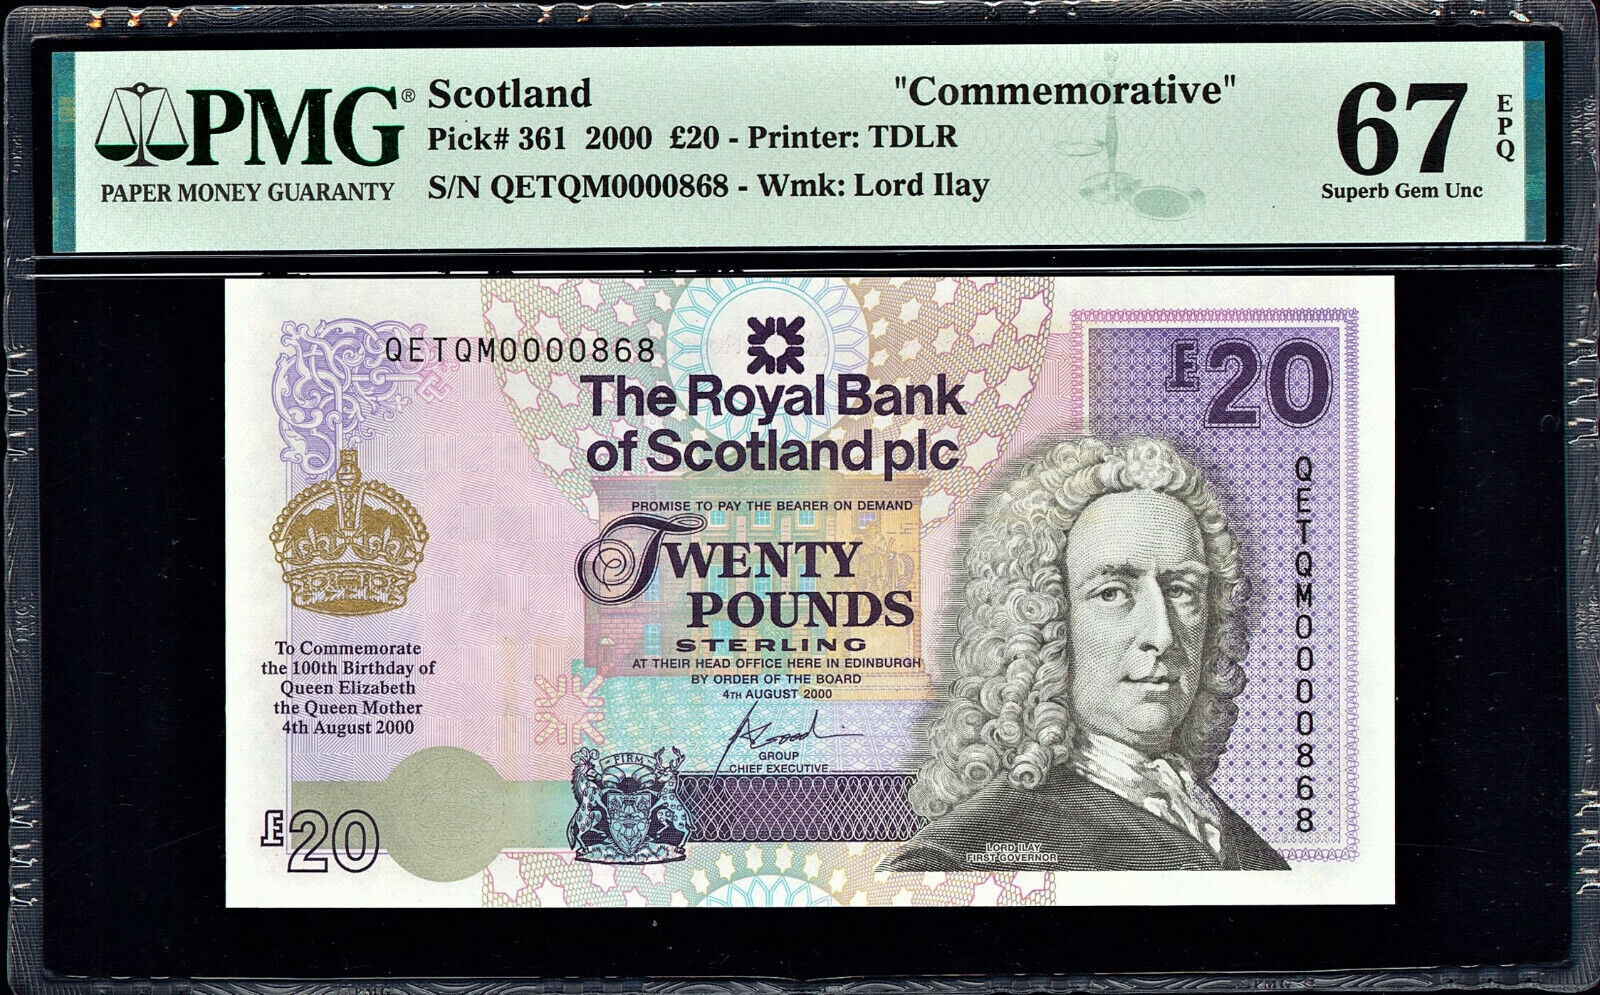 PMG®
PAPER MONEY GUARANTY
Scotland
"Commemorative"
Pick# 361 2000 £20 - Printer: TDLR
S/N QETQM0000868 - Wmk: Lord Ilay
67
EPQ
Superb Gem Unc
QETQM0000868
The Royal Bank
of Scotland plc
£20
PROMISE TO PAY THE BEARER ON DEMAND
TWENTY
POUNDS
STERLING
AT THEIR HEAD OFFICE HERE IN EDINBURGH
BY ORDER OF THE BOARD
4TH AUGUST 2000
GROUP
CHIEF EXECUTIVE
To Commemorate
the 100th Birthday of
Queen Elizabeth
the Queen Mother
4th August 2000
£20
FIRM
LORD ILAY
FIRST GOVERNOR
QETQM0000868
PMG
PMG
PMG